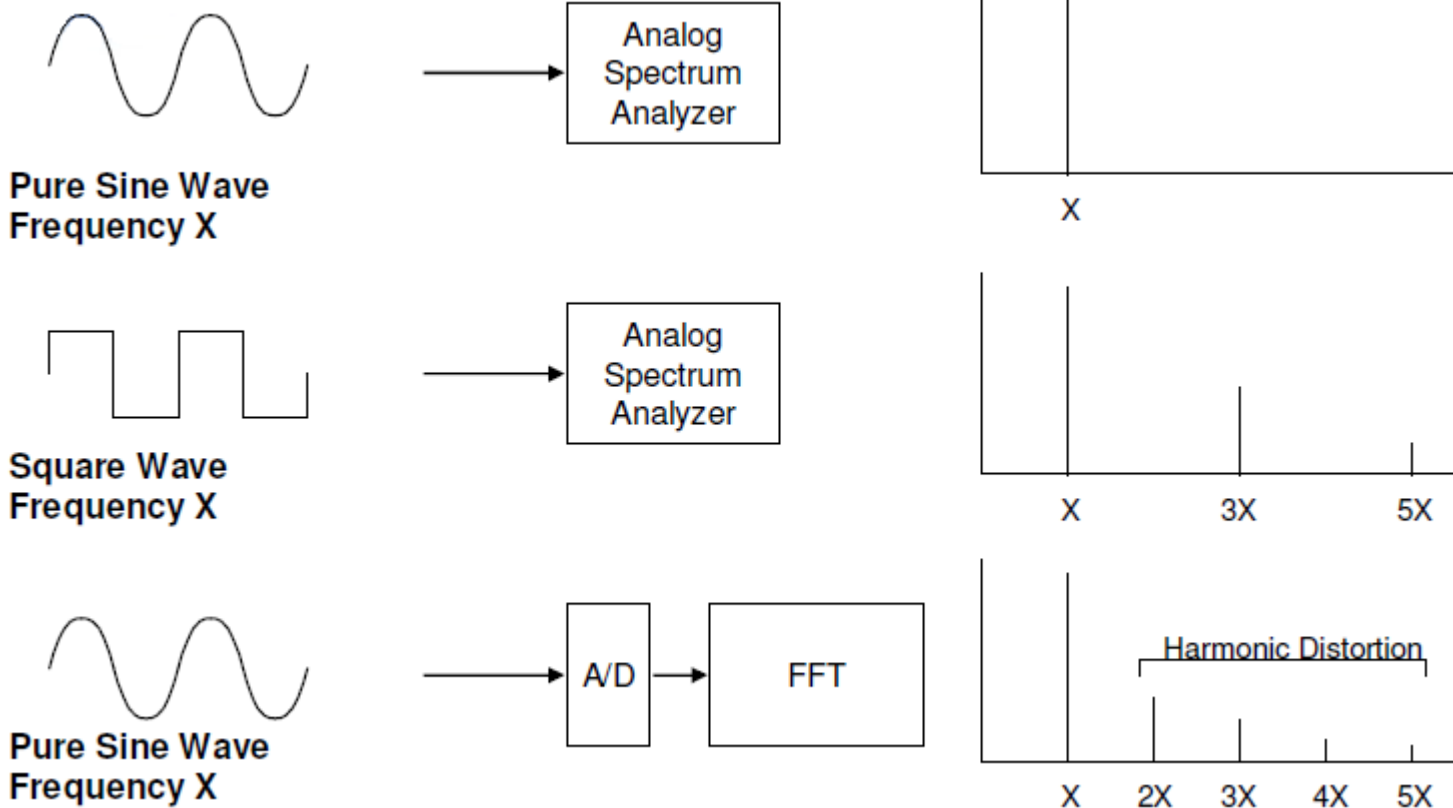 Analog
Spectrum
Analyzer
Pure Sine Wave
Frequency X
X
Analog
Spectrum
Analyzer
Square Wave
Frequency X
X 3X 5X
Harmonic Distortion
A/D FFT
Pure Sine Wave
Frequency X
X 2X 3X 4X 5X